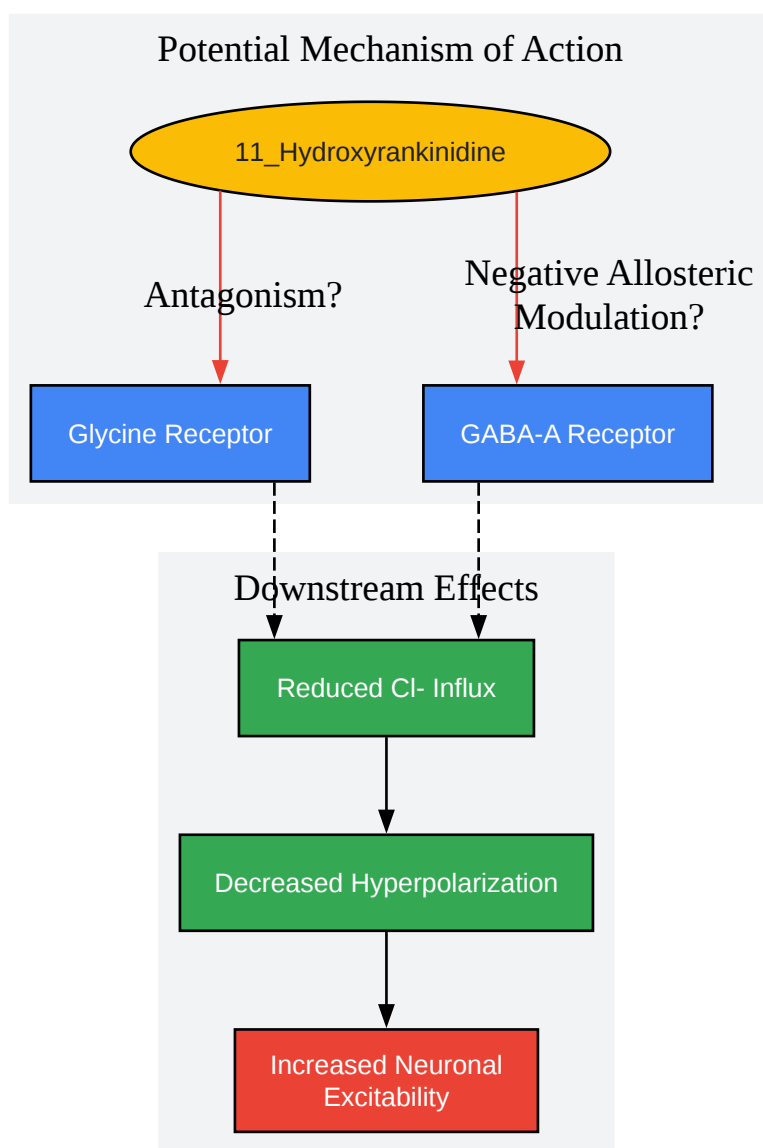 Potential Mechanism of Action
11_Hydroxyrankinidine
Antagonism?
Negative Allosteric
Modulation?
Glycine Receptor
GABA-A Receptor
Downstream Effects
Reduced Cl- Influx
Decreased Hyperpolarization
Increased Neuronal
Excitability